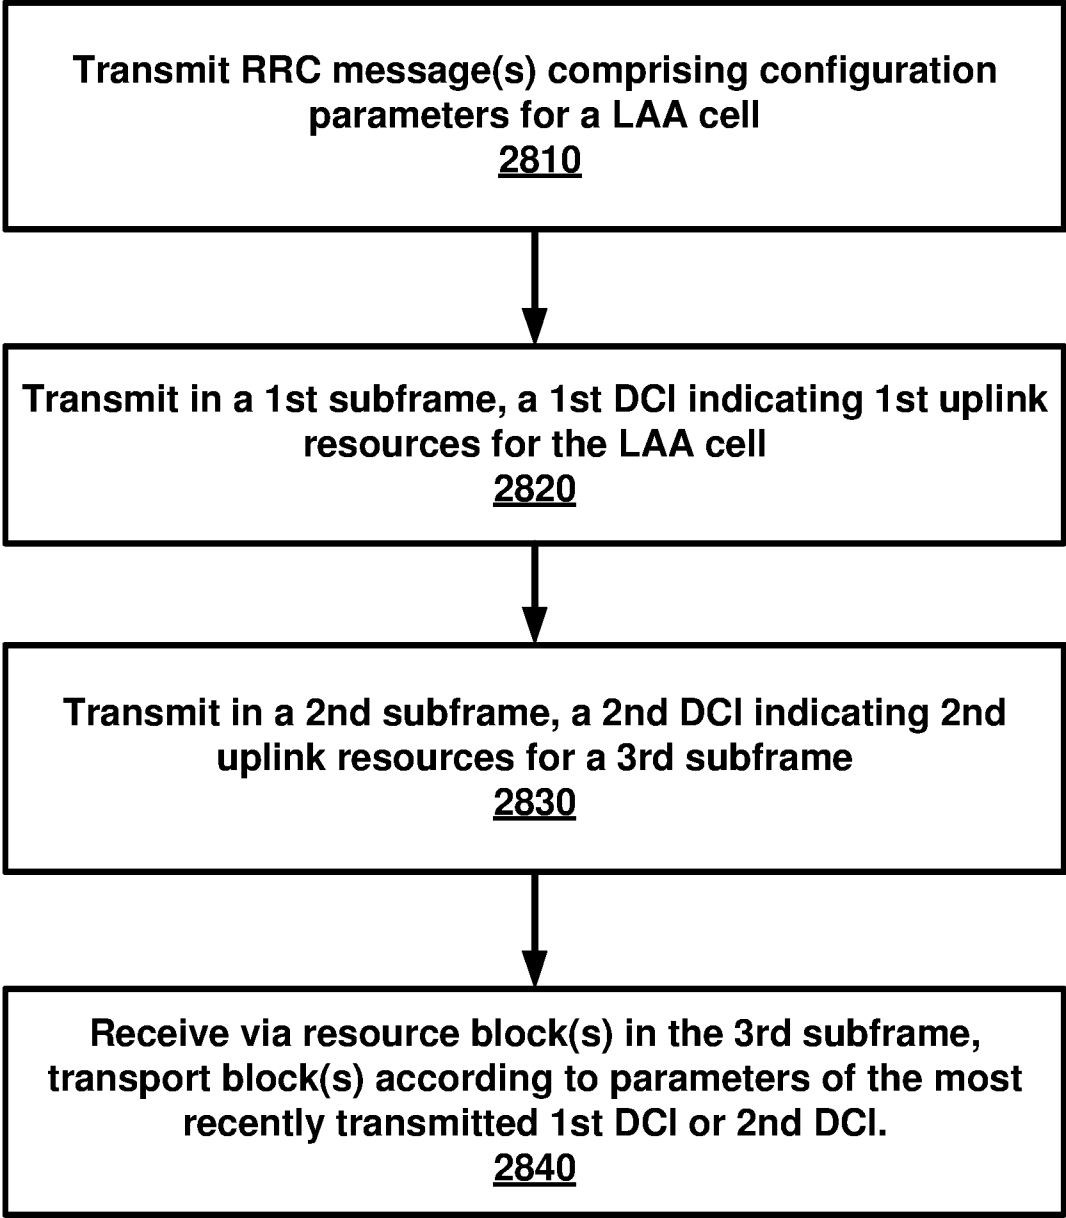 Transmit RRC message(s) comprising configuration
parameters for a LAA cell
2810
Transmit in a 1st subframe, a 1st DCI indicating 1st uplink
resources for the LAA cell
2820
Transmit in a 2nd subframe, a 2nd DCI indicating 2nd
uplink resources for a 3rd subframe
2830
Receive via resource block(s) in the 3rd subframe,
transport block(s) according to parameters of the most
recently transmitted 1st DCI or 2nd DCI.
2840